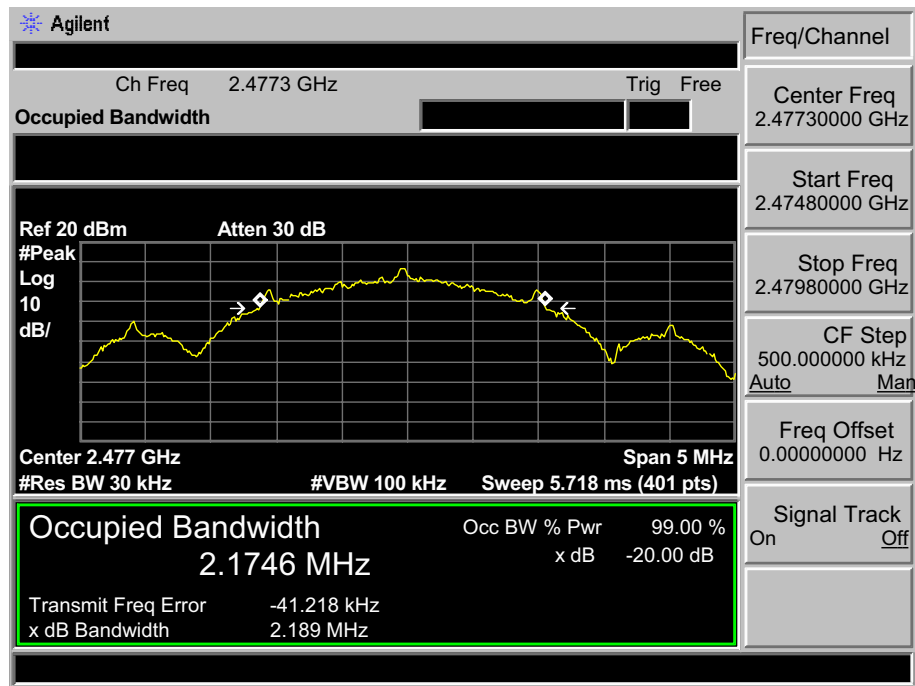 Agilent
Freq/Channel
Ch Freq 2.4773 GHz Trig Free
Occupied Bandwidth
Center Freq
2.47730000 GHz
Start Freq
2.47480000 GHz
Stop Freq
2.47980000 GHz
CF Step
500.000000 kHz
Auto Man
Freq Offset
0.00000000 Hz
Signal Track
On Off
Ref 20 dBm Atten 30 dB
#Peak
Log
10
dB/
Center 2.477 GHz Span 5 MHz
#Res BW 30 kHz #VBW 100 kHz Sweep 5.718 ms (401 pts)
Occupied Bandwidth
2.1746 MHz
Occ BW % Pwr 99.00 %
x dB -20.00 dB
Transmit Freq Error -41.218 kHz
x dB Bandwidth 2.189 MHz